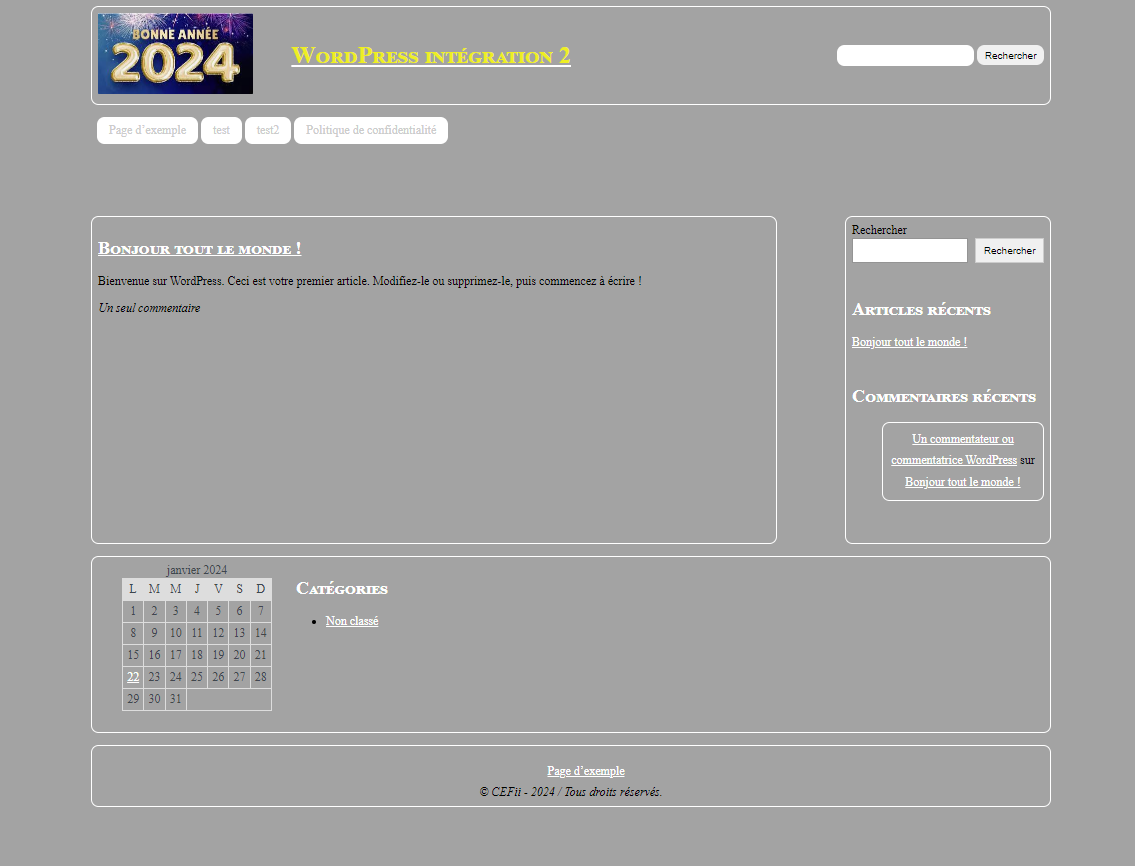 BONNE ANNÉE
2024
WordPress intégration 2
Rechercher
Page d’exemple
test
test2
Politique de confidentialité
Bonjour tout le monde !
Bienvenue sur WordPress. Ceci est votre premier article. Modifiez-le ou supprimez-le, puis commencez à écrire !
Un seul commentaire
Rechercher
Rechercher
Articles récents
Bonjour tout le monde !
Commentaires récents
Un commentateur ou
commentatrice WordPress sur
Bonjour tout le monde !
janvier 2024
L M M J V S D
1 2 3 4 5 6 7
8 9 10 11 12 13 14
15 16 17 18 19 20 21
22 23 24 25 26 27 28
29 30 31
Catégories
Non classé
Page d’exemple
© CEFii - 2024 / Tous droits réservés.